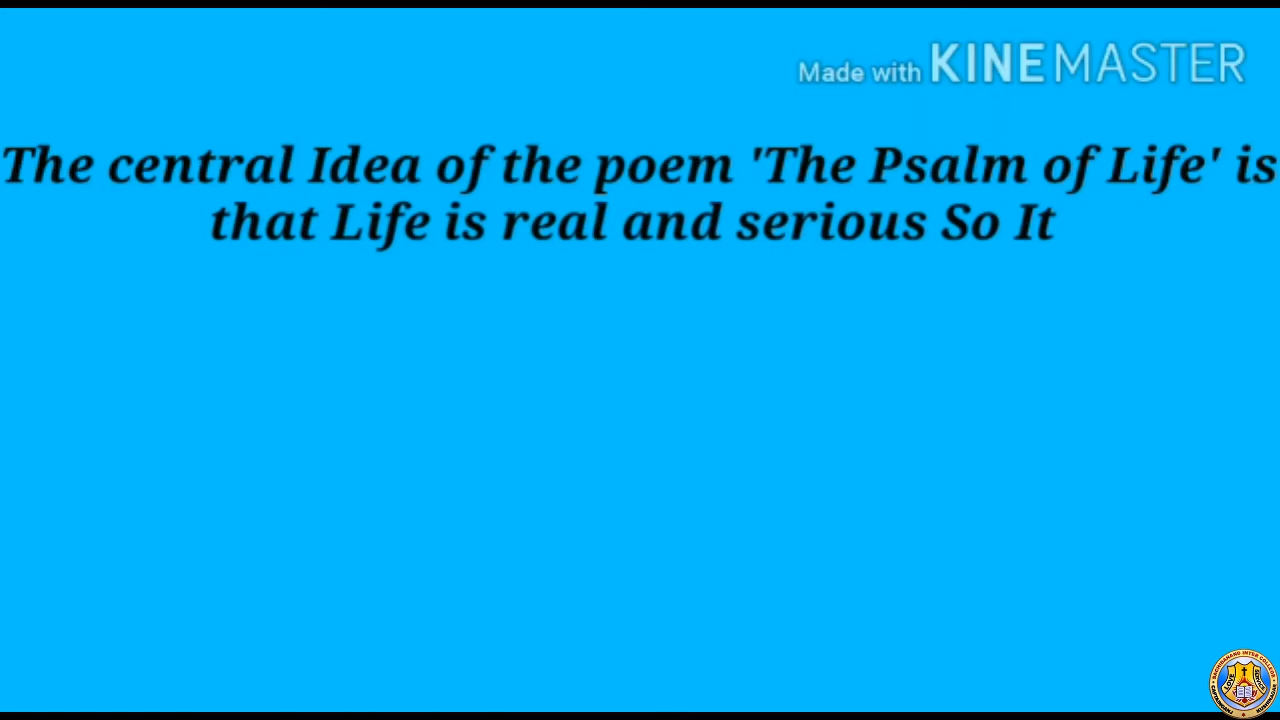 Made with KINEMASTER
The central Idea of the poem 'The Psalm of Life' is
that Life is real and serious So It